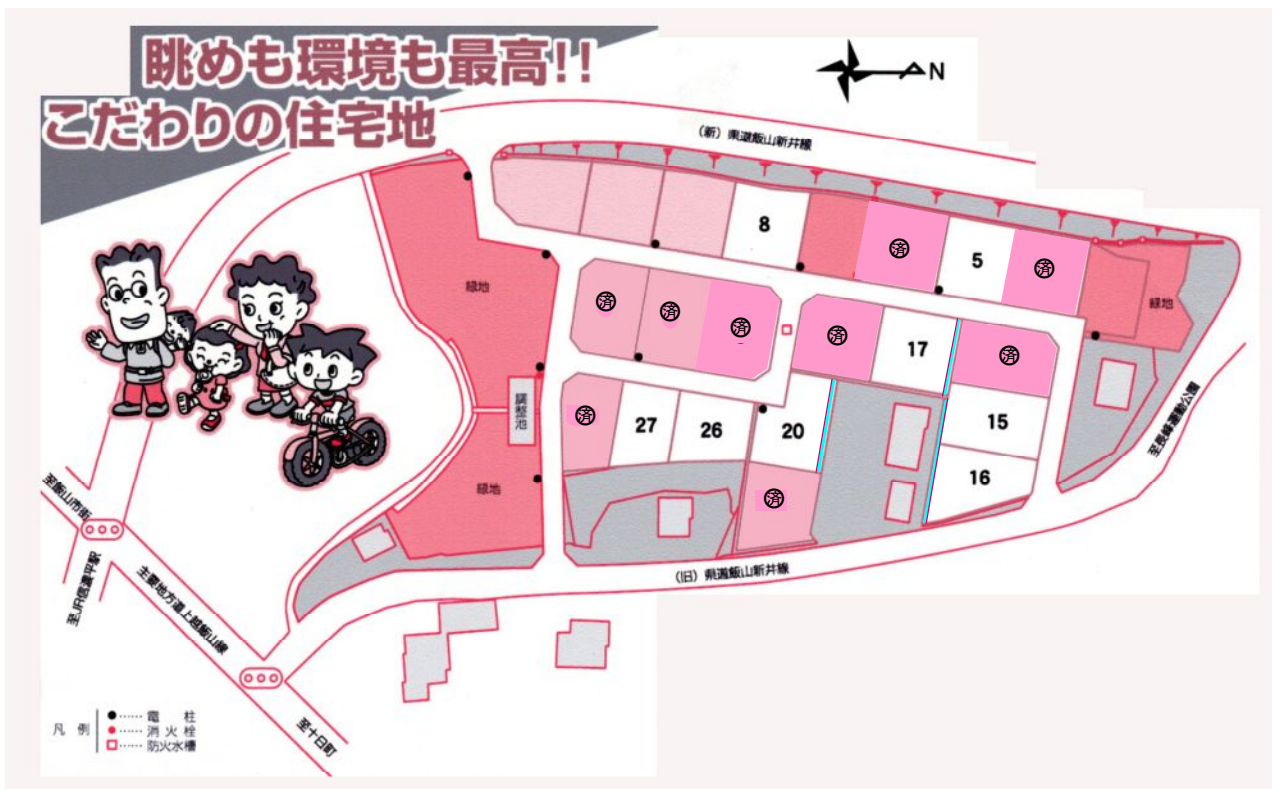 眺めも環境も最高!!
こだわりの住宅地
N
(新)県道飯山新井線
8
済
5
済
緑地
緑地
済
済
済
済
17
済
調整池
済
27
26
20
15
16
済
緑地
至長峰運動公園
至飯山市街
(旧)県道飯山新井線
至JR信濃平駅
主要地方道上越飯山線
至十日町
凡例
●……電柱
●……消火栓
□……防火水槽